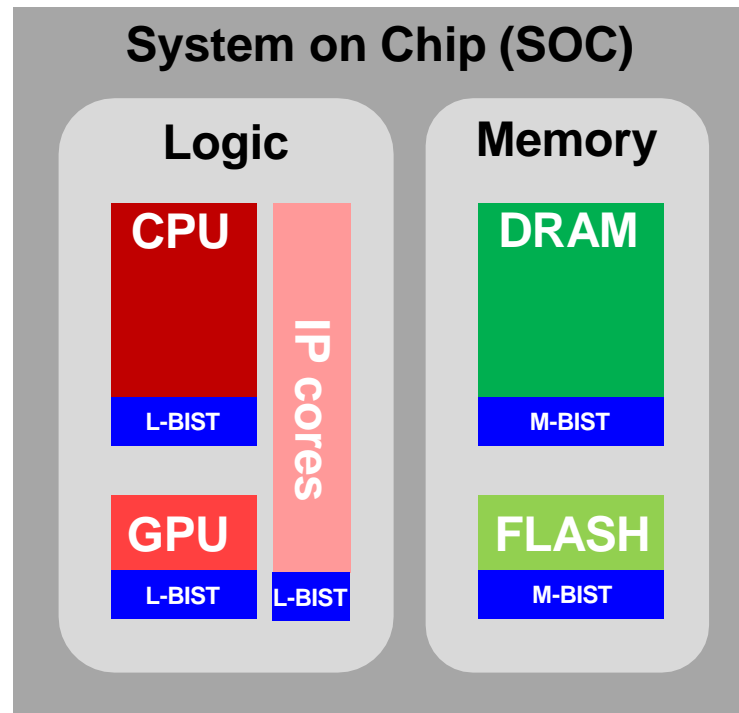 System on Chip (SOC)
Logic
CPU
L-BIST
GPU
L-BIST
IP cores
L-BIST
Memory
DRAM
M-BIST
FLASH
M-BIST